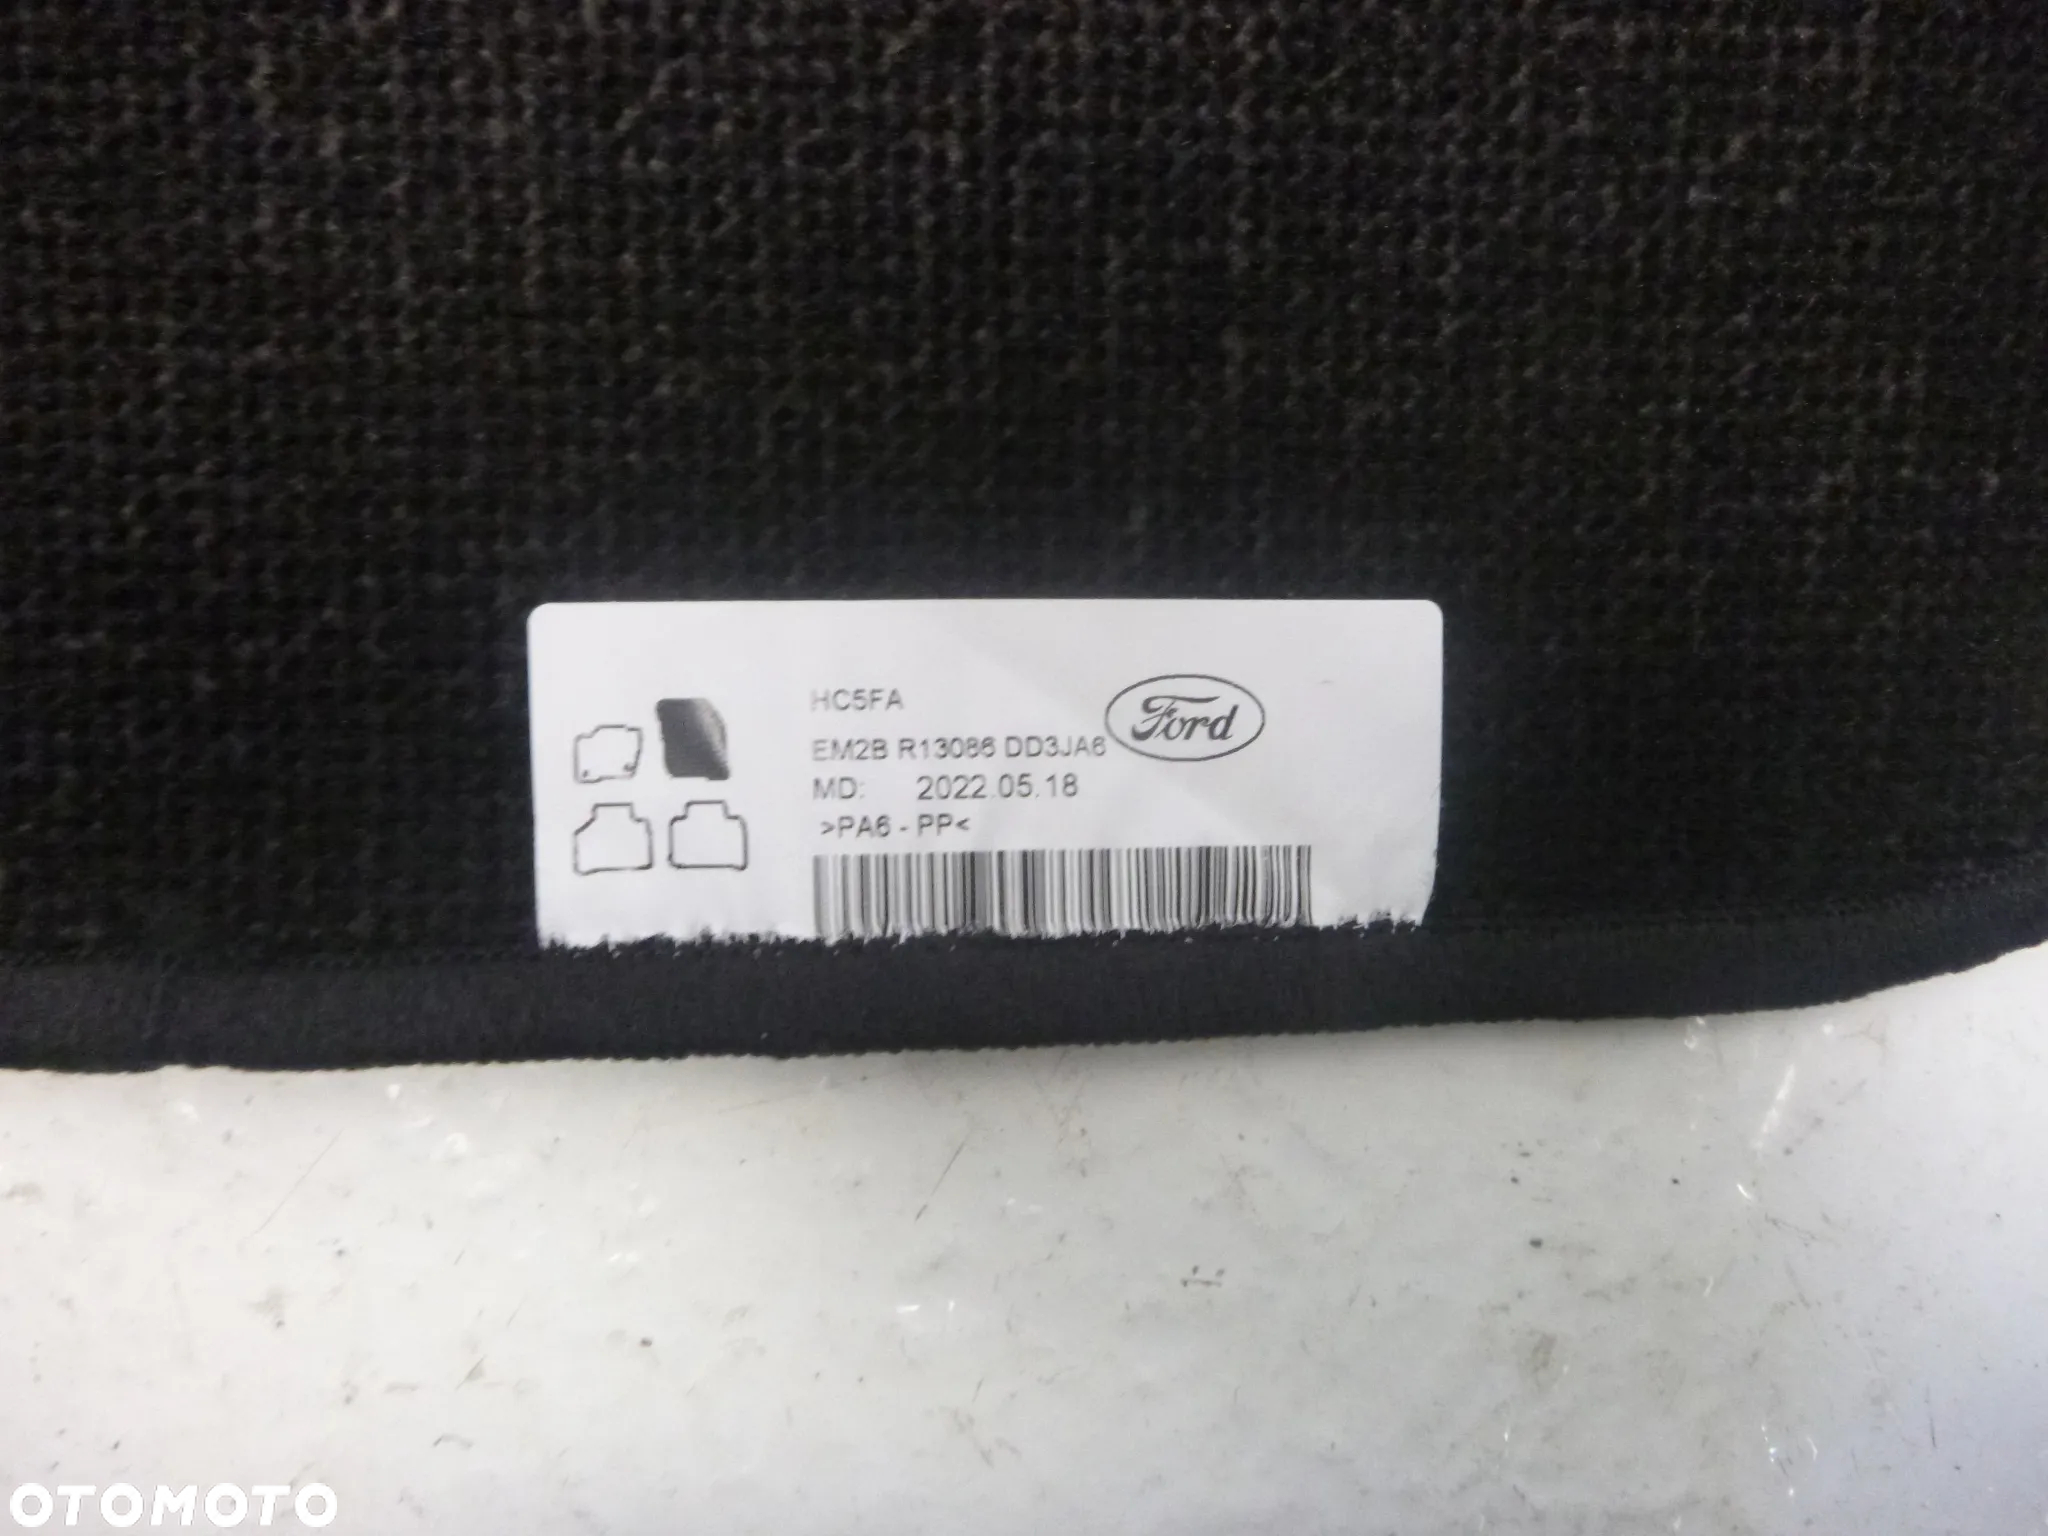 HC5FA
Ford
EM2B R13086 DD3JA6
MD: 2022.05.18
>PA6 - PP<
OTOMOTO